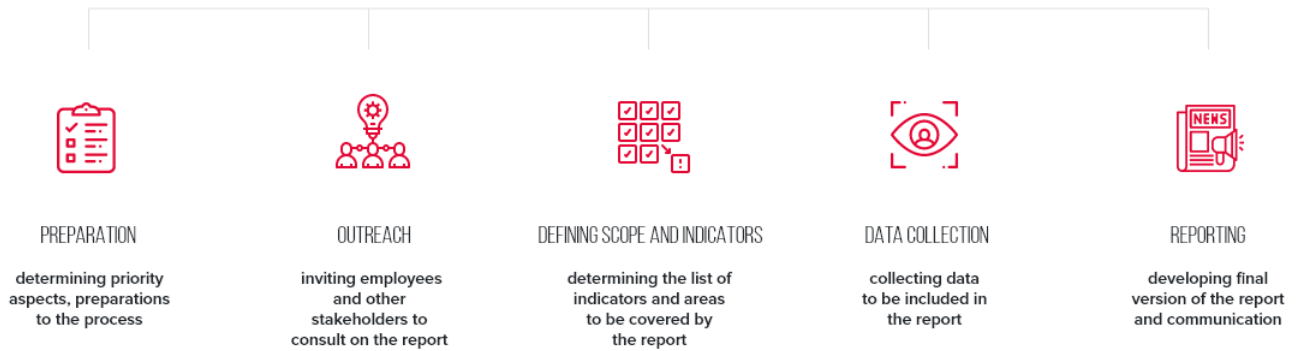 NEWS
PREPARATION
determining priority
aspects, preparations
to the process
OUTREACH
inviting employees
and other
stakeholders to
consult on the report
DEFINING SCOPE AND INDICATORS
determining the list of
indicators and areas
to be covered by
the report
DATA COLLECTION
collecting data
to be included in
the report
REPORTING
developing final
version of the report
and communication